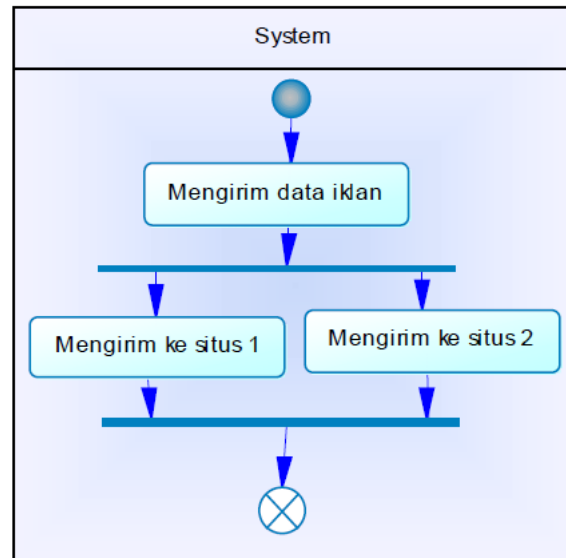 System
Mengirim data iklan
Mengirim ke situs 1
Mengirim ke situs 2